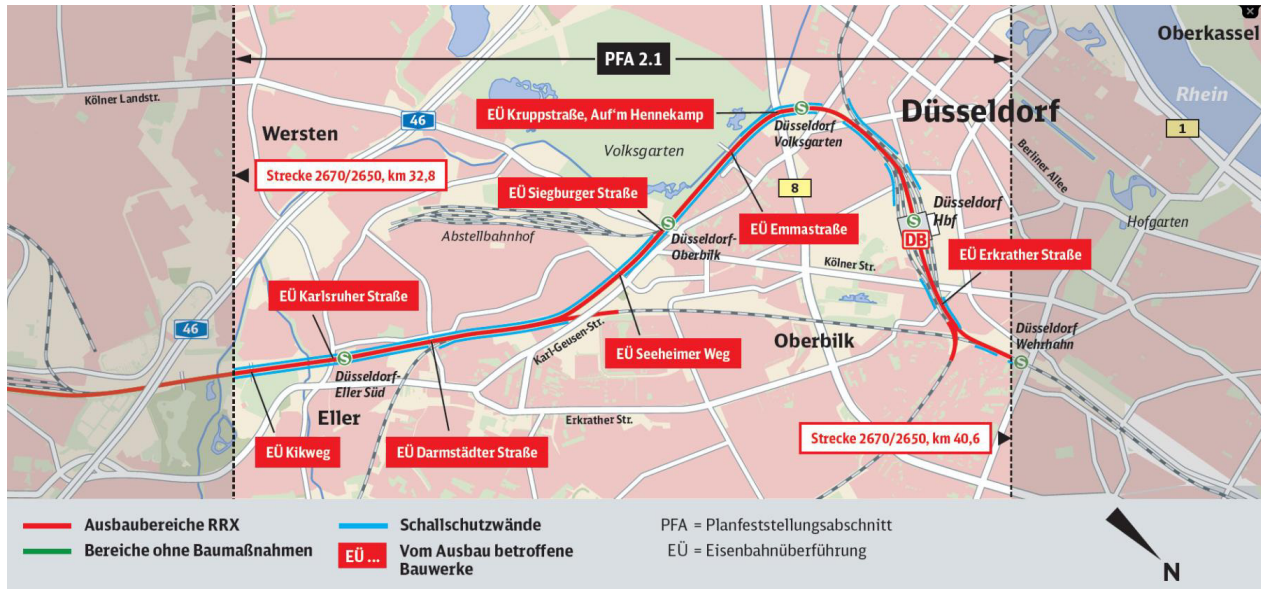 Oberkassel
PFA 2.1
Kölner Landstr.
46
Wersten
EÜ Kruppstraße, Auf'm Hennekamp
S
Düsseldorf
Volksgarten
Düsseldorf
Rhein
1
Berliner Allee
Volksgarten
Strecke 2670/2650, km 32,8
EÜ Siegburger Straße
8
S
Düsseldorf-
Oberbilk
EÜ Emmastraße
S
Düsseldorf
Hbf
DB
Hofgarten
Abstellbahnhof
Kölner Str.
EÜ Erkrather Straße
EÜ Karlsruher Straße
46
Karl-Geusen-Str.
Oberbilk
Düsseldorf
Wehrhahn
S
S
Düsseldorf-
Eller Süd
EÜ Seeheimer Weg
Eller
Erkrather Str.
EÜ Kikweg
EÜ Darmstädter Straße
Strecke 2670/2650, km 40,6
Ausbaubereiche RRX
Bereiche ohne Baumaßnahmen
Schallschutzwände
EÜ ... Vom Ausbau betroffene
Bauwerke
PFA = Planfeststellungsabschnitt
EÜ = Eisenbahnüberführung
N